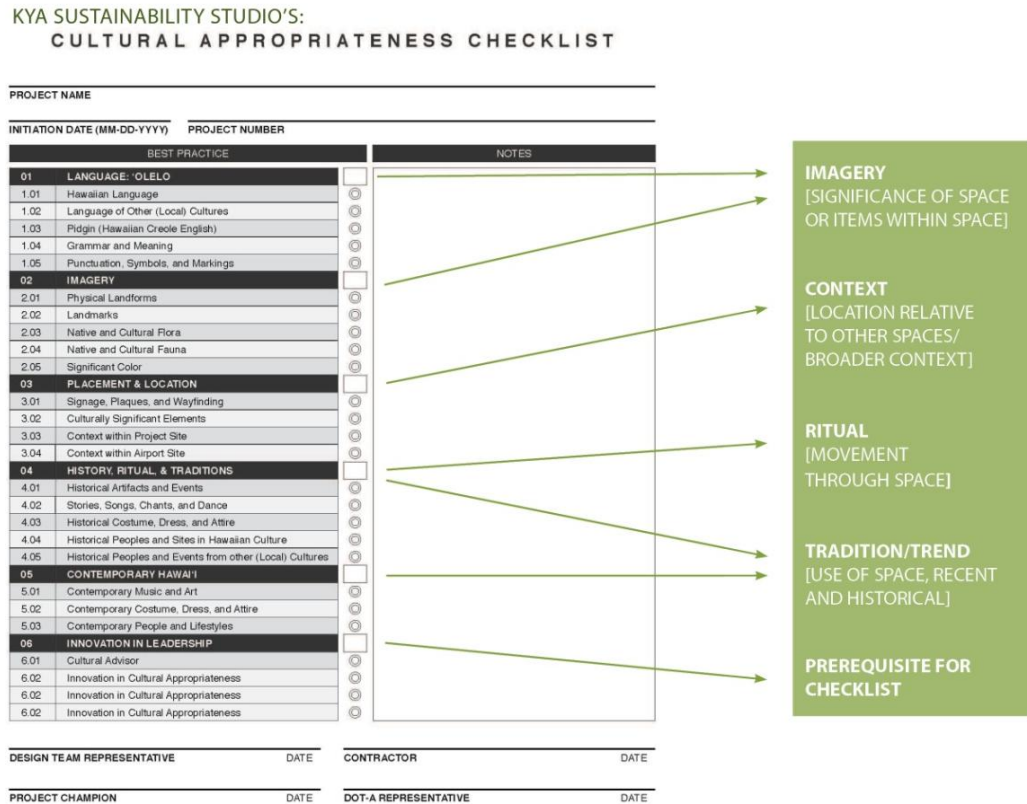 KYA SUSTAINABILITY STUDIO'S:
CULTURAL APPROPRIATENESS CHECKLIST
PROJECT NAME
INITIATION DATE (MM-DD-YYYY) PROJECT NUMBER
BEST PRACTICE NOTES
01 LANGUAGE: ‘OLELO
1.01 Hawaiian Language
1.02 Language of Other (Local) Cultures
1.03 Pidgin (Hawaiian Creole English)
1.04 Grammar and Meaning
1.05 Punctuation, Symbols, and Markings
02 IMAGERY
2.01 Physical Landforms
2.02 Landmarks
2.03 Native and Cultural Flora
2.04 Native and Cultural Fauna
2.05 Significant Color
03 PLACEMENT & LOCATION
3.01 Signage, Plaques, and Wayfinding
3.02 Culturally Significant Elements
3.03 Context within Project Site
3.04 Context within Airport Site
04 HISTORY, RITUAL, & TRADITIONS
4.01 Historical Artifacts and Events
4.02 Stories, Songs, Chants, and Dance
4.03 Historical Costume, Dress, and Attire
4.04 Historical Peoples and Sites in Hawaiian Culture
4.05 Historical Peoples and Events from other (Local) Cultures
05 CONTEMPORARY HAWAI‘I
5.01 Contemporary Music and Art
5.02 Contemporary Costume, Dress, and Attire
5.03 Contemporary People and Lifestyles
06 INNOVATION IN LEADERSHIP
6.01 Cultural Advisor
6.02 Innovation in Cultural Appropriateness
6.02 Innovation in Cultural Appropriateness
6.02 Innovation in Cultural Appropriateness
DESIGN TEAM REPRESENTATIVE DATE CONTRACTOR DATE
PROJECT CHAMPION DATE DOT-A REPRESENTATIVE DATE
IMAGERY
[SIGNIFICANCE OF SPACE
OR ITEMS WITHIN SPACE]
CONTEXT
[LOCATION RELATIVE
TO OTHER SPACES/
BROADER CONTEXT]
RITUAL
[MOVEMENT
THROUGH SPACE]
TRADITION/TREND
[USE OF SPACE, RECENT
AND HISTORICAL]
PREREQUISITE FOR
CHECKLIST